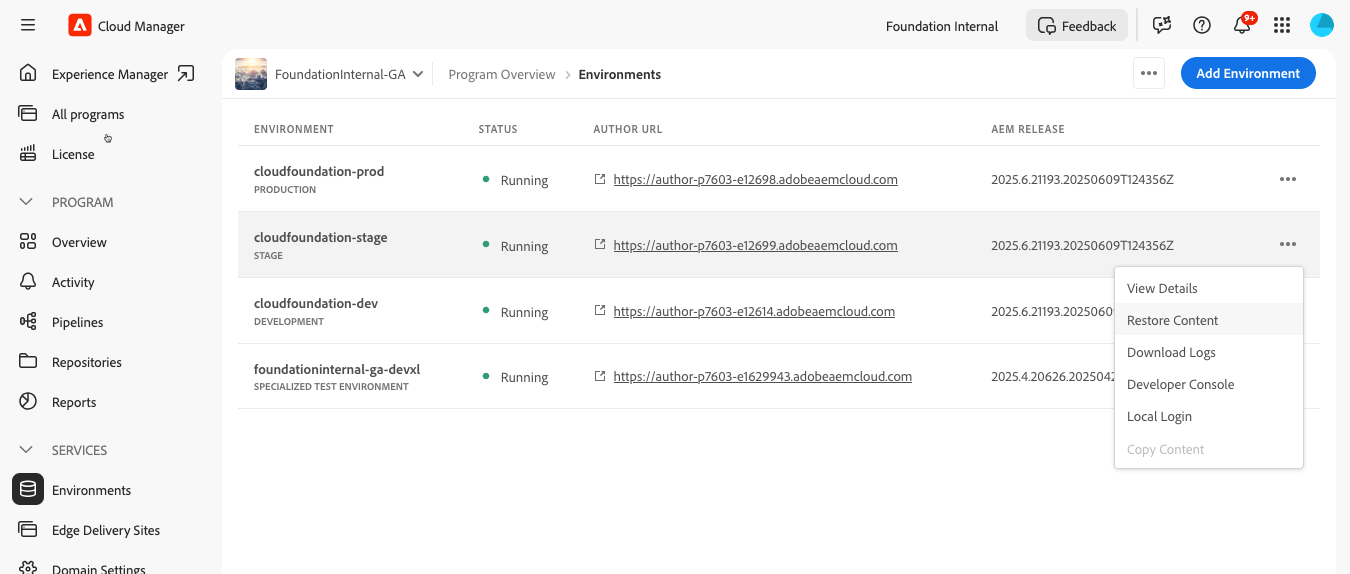 Cloud Manager
Foundation Internal
Feedback
9+
Experience Manager
All programs
License
PROGRAM
Overview
Activity
Pipelines
Repositories
Reports
SERVICES
Environments
Edge Delivery Sites
Domain Settings
FoundationInternal-GA
Program Overview > Environments
Add Environment
ENVIRONMENT STATUS AUTHOR URL AEM RELEASE
cloudfoundation-prod
PRODUCTION
Running
https://author-p7603-e12698.adobeaemcloud.com
2025.6.21193.20250609T124356Z
cloudfoundation-stage
STAGE
Running
https://author-p7603-e12699.adobeaemcloud.com
2025.6.21193.20250609T124356Z
cloudfoundation-dev
DEVELOPMENT
Running
https://author-p7603-e12614.adobeaemcloud.com
2025.6.21193.2025060
foundationinternal-ga-devxl
SPECIALIZED TEST ENVIRONMENT
Running
https://author-p7603-e1629943.adobeaemcloud.com
2025.4.20626.2025042
View Details
Restore Content
Download Logs
Developer Console
Local Login
Copy Content